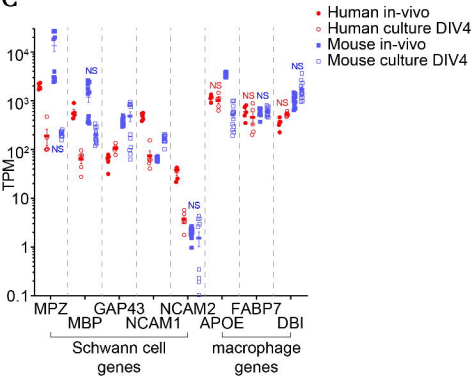 C
Human in-vivo
Human culture DIV4
Mouse in-vivo
Mouse culture DIV4
TPM
10⁴
10³
10²
10¹
1
0.1
NS
NS
NS
NS
NS
NS
NS
NS
MPZ
MBP
GAP43
NCAM1
NCAM2
APOE
FABP7
DBI
Schwann cell
genes
macrophage
genes